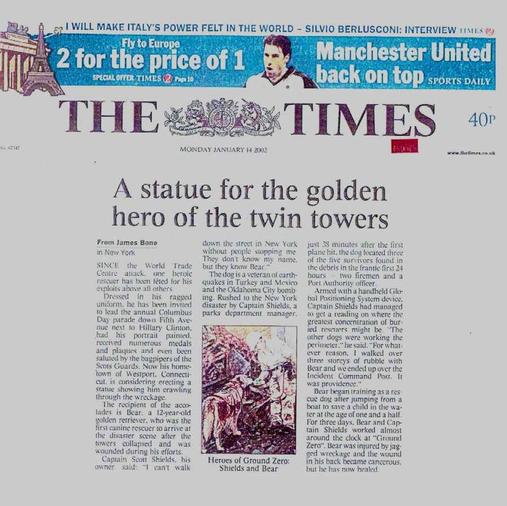 I WILL MAKE ITALY'S POWER FELT IN THE WORLD – SILVIO BERLUSCONI: INTERVIEW TIMES
Fly to Europe
2 for the price of 1
SPECIAL OFFER TIMES 2 Page 10
Manchester United
back on top SPORTS DAILY
THE TIMES
40p
MONDAY JANUARY 14 2002
www.thetimes.co.uk
A statue for the golden
hero of the twin towers
From James Bone
in New York
SINCE the World Trade
Centre attack, one heroic
rescuer has been fêted for his
exploits above all others.
Dressed in his ragged
uniform, he has been invited
to lead the annual Columbus
Day parade down Fifth Ave-
nue next to Hillary Clinton,
had his portrait painted,
received numerous medals
and plaques and even been
saluted by the bagpipers of the
Scots Guards. Now his home-
town of Westport, Connecti-
cut, is considering erecting a
statue showing him crawling
through the wreckage.
The recipient of the acco-
lades is Bear, a 12-year-old
golden retriever, who was the
first canine rescuer to arrive at
the disaster scene after the
towers collapsed and was
wounded during his efforts.
Captain Scott Shields, his
owner, said: "I can't walk
down the street in New York
without people stopping me.
They don't know my name,
but they know Bear."
The dog is a veteran of earth-
quakes in Turkey and Mexico
and the Oklahoma City bomb-
ing. Rushed to the New York
disaster by Captain Shields, a
parks department manager,
Heroes of Ground Zero:
Shields and Bear
just 38 minutes after the first
plane hit, the dog located three
of the five survivors found in
the debris in the frantic first 24
hours – two firemen and a
Port Authority officer.
Armed with a handheld Glo-
bal Positioning System device,
Captain Shields had managed
to get a reading on where the
greatest concentration of bur-
ied rescuers might be. "The
other dogs were working the
perimeter," he said. "For what-
ever reason, I walked over
three storeys of rubble with
Bear and we ended up over the
Incident Command Post. It
was providence."
Bear began training as a res-
cue dog after jumping from a
boat to save a child in the wa-
ter at the age of one and a half.
For three days, Bear and Cap-
tain Shields worked almost
around the clock at "Ground
Zero". Bear was injured by jag-
ged wreckage and the wound
in his back became cancerous,
but he has now healed.